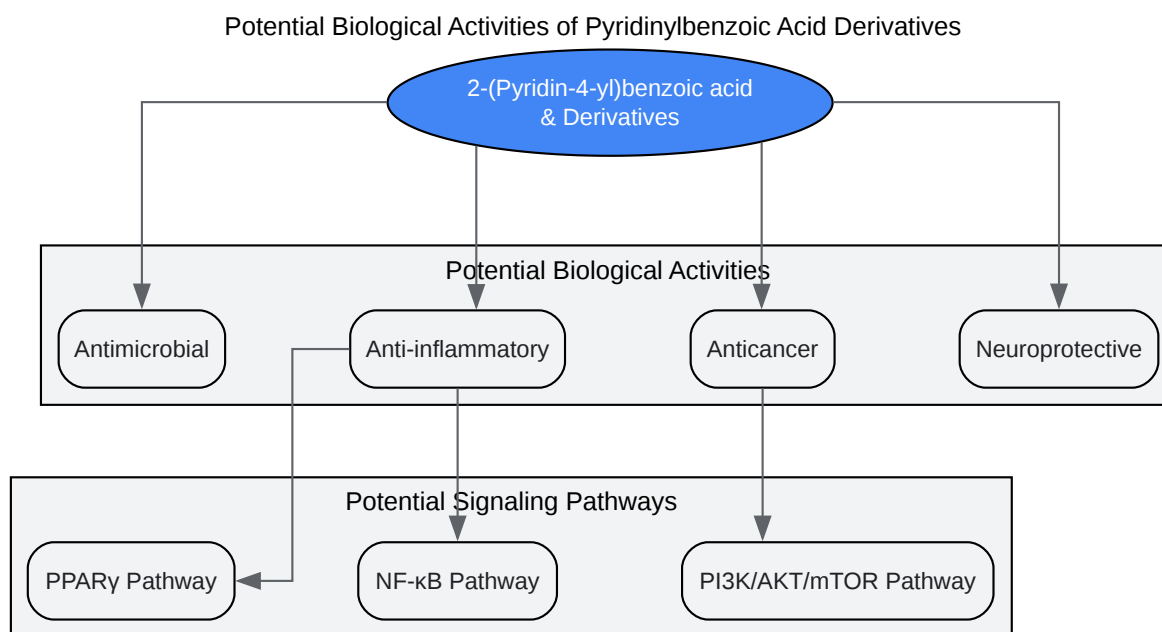 Potential Biological Activities of Pyridinylbenzoic Acid Derivatives
2-(Pyridin-4-yl)benzoic acid
& Derivatives
Potential Biological Activities
Antimicrobial
Anti-inflammatory
Anticancer
Neuroprotective
Potential Signaling Pathways
PPARγ Pathway
NF-κB Pathway
PI3K/AKT/mTOR Pathway